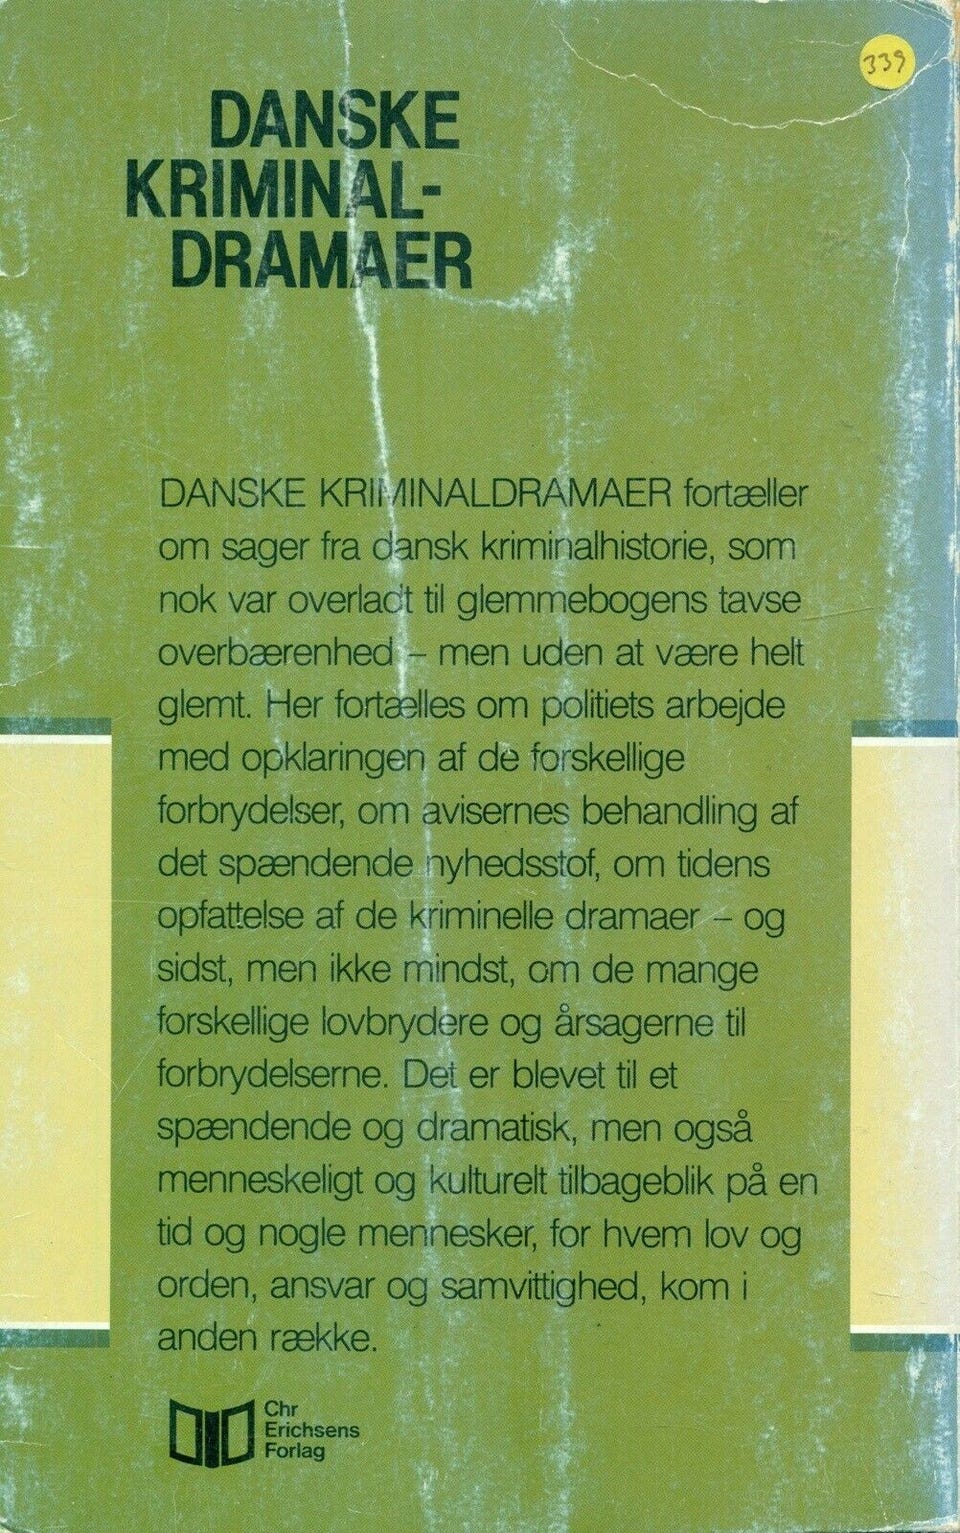 339
DANSKE
KRIMINAL-
DRAMAER
DANSKE KRIMINALDRAMAER fortæller
om sager fra dansk kriminalhistorie, som
nok var overladt til glemmebogens tavse
overbærenhed – men uden at være helt
glemt. Her fortælles om politiets arbejde
med opklaringen af de forskellige
forbrydelser, om avisernes behandling af
det spændende nyhedsstof, om tidens
opfattelse af de kriminelle dramaer – og
sidst, men ikke mindst, om de mange
forskellige lovbrydere og årsagerne til
forbrydelserne. Det er blevet til et
spændende og dramatisk, men også
menneskeligt og kulturelt tilbageblik på en
tid og nogle mennesker, for hvem lov og
orden, ansvar og samvittighed, kom i
anden række.
Chr
Erichsens
Forlag